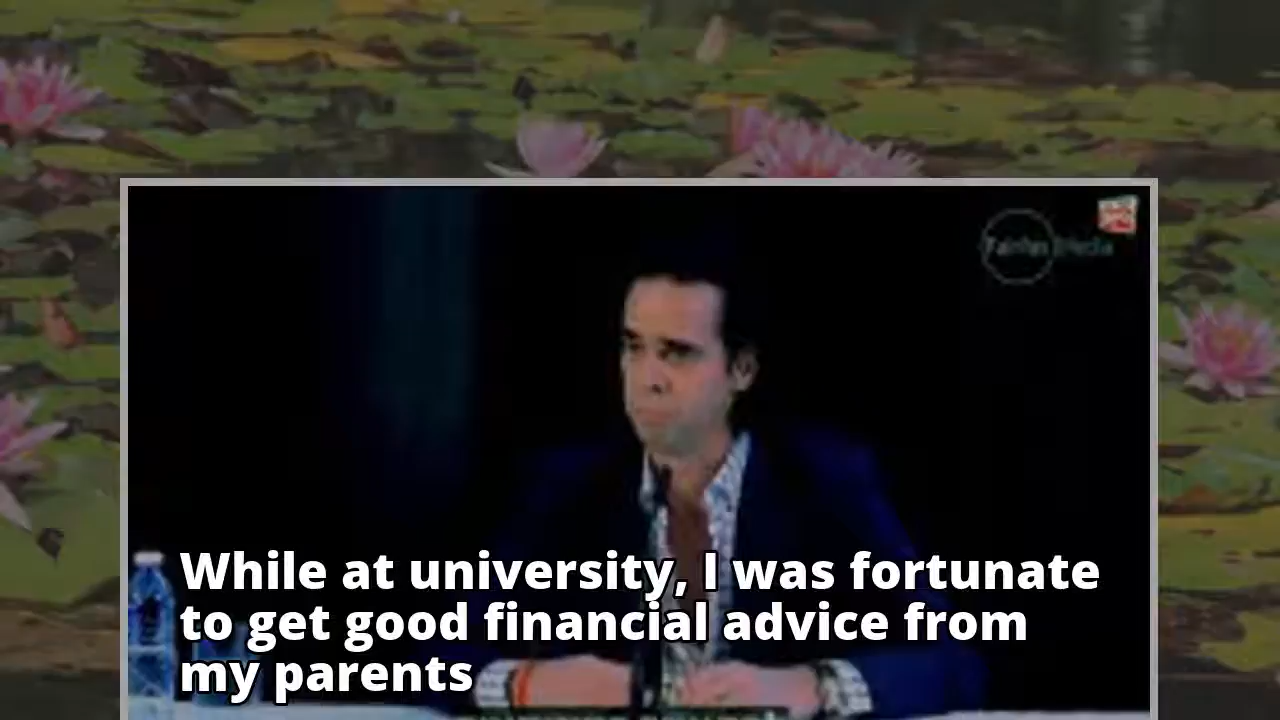 While at university, I was fortunate
to get good financial advice from
my parents